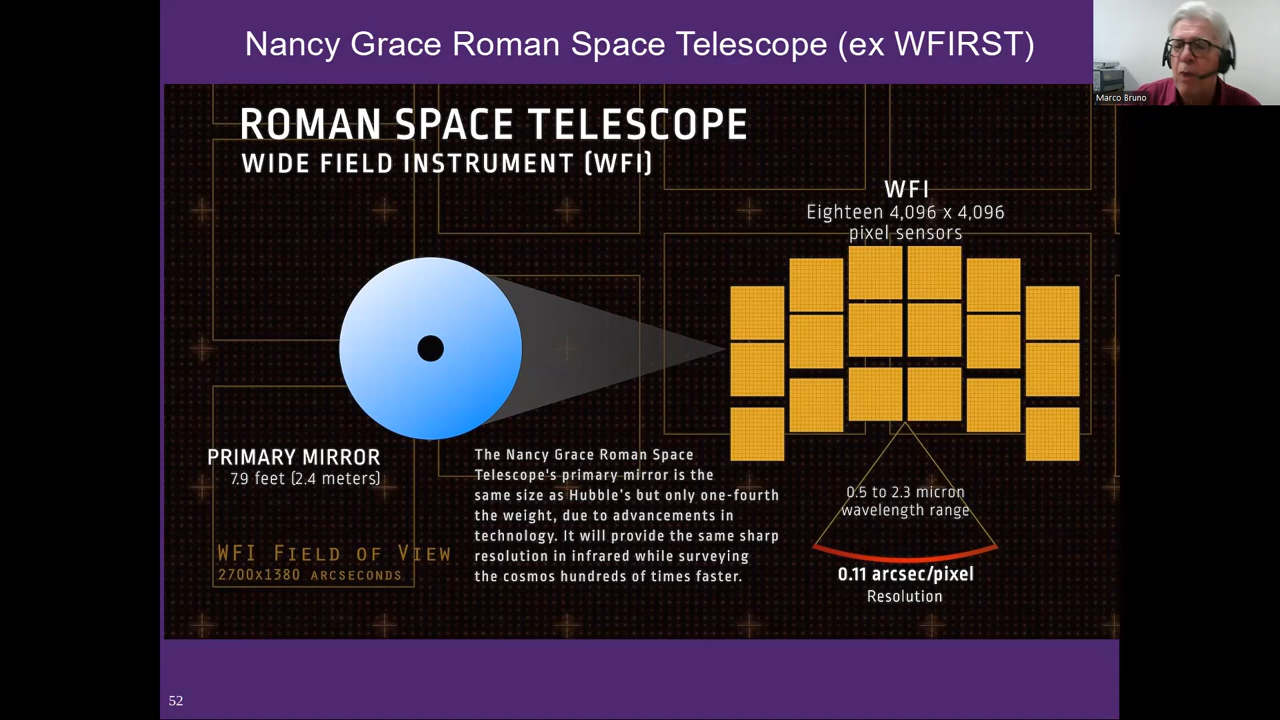 Nancy Grace Roman Space Telescope (ex WFIRST)
Marco Bruno
ROMAN SPACE TELESCOPE
WIDE FIELD INSTRUMENT (WFI)
WFI
Eighteen 4,096 x 4,096
pixel sensors
PRIMARY MIRROR
7.9 feet (2.4 meters)
The Nancy Grace Roman Space
Telescope's primary mirror is the
same size as Hubble's but only one-fourth
the weight, due to advancements in
technology. It will provide the same sharp
resolution in infrared while surveying
the cosmos hundreds of times faster.
0.5 to 2.3 micron
wavelength range
WFI Field of View
2700x1380 arcseconds
0.11 arcsec/pixel
Resolution
52